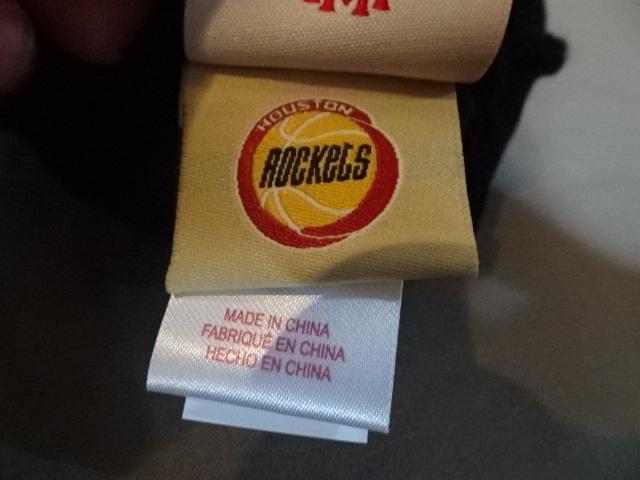 HOUSTON
ROCKETS
MADE IN CHINA
FABRIQUÉ EN CHINA
HECHO EN CHINA